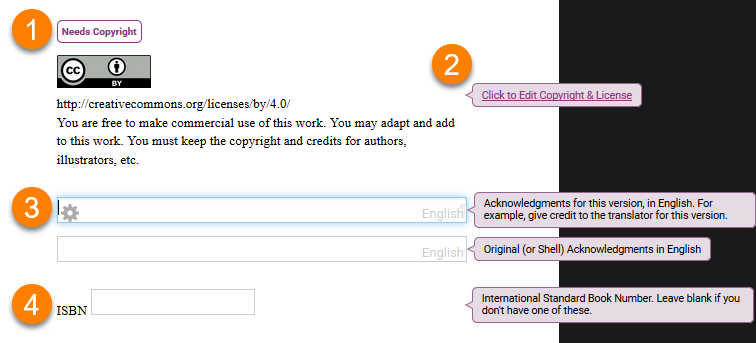 1
Needs Copyright
cc BY
2
Click to Edit Copyright & License
http://creativecommons.org/licenses/by/4.0/
You are free to make commercial use of this work. You may adapt and add
to this work. You must keep the copyright and credits for authors,
illustrators, etc.
3
English
Acknowledgments for this version, in English. For
example, give credit to the translator for this version.
English
Original (or Shell) Acknowledgments in English
4
ISBN
International Standard Book Number. Leave blank if you
don't have one of these.